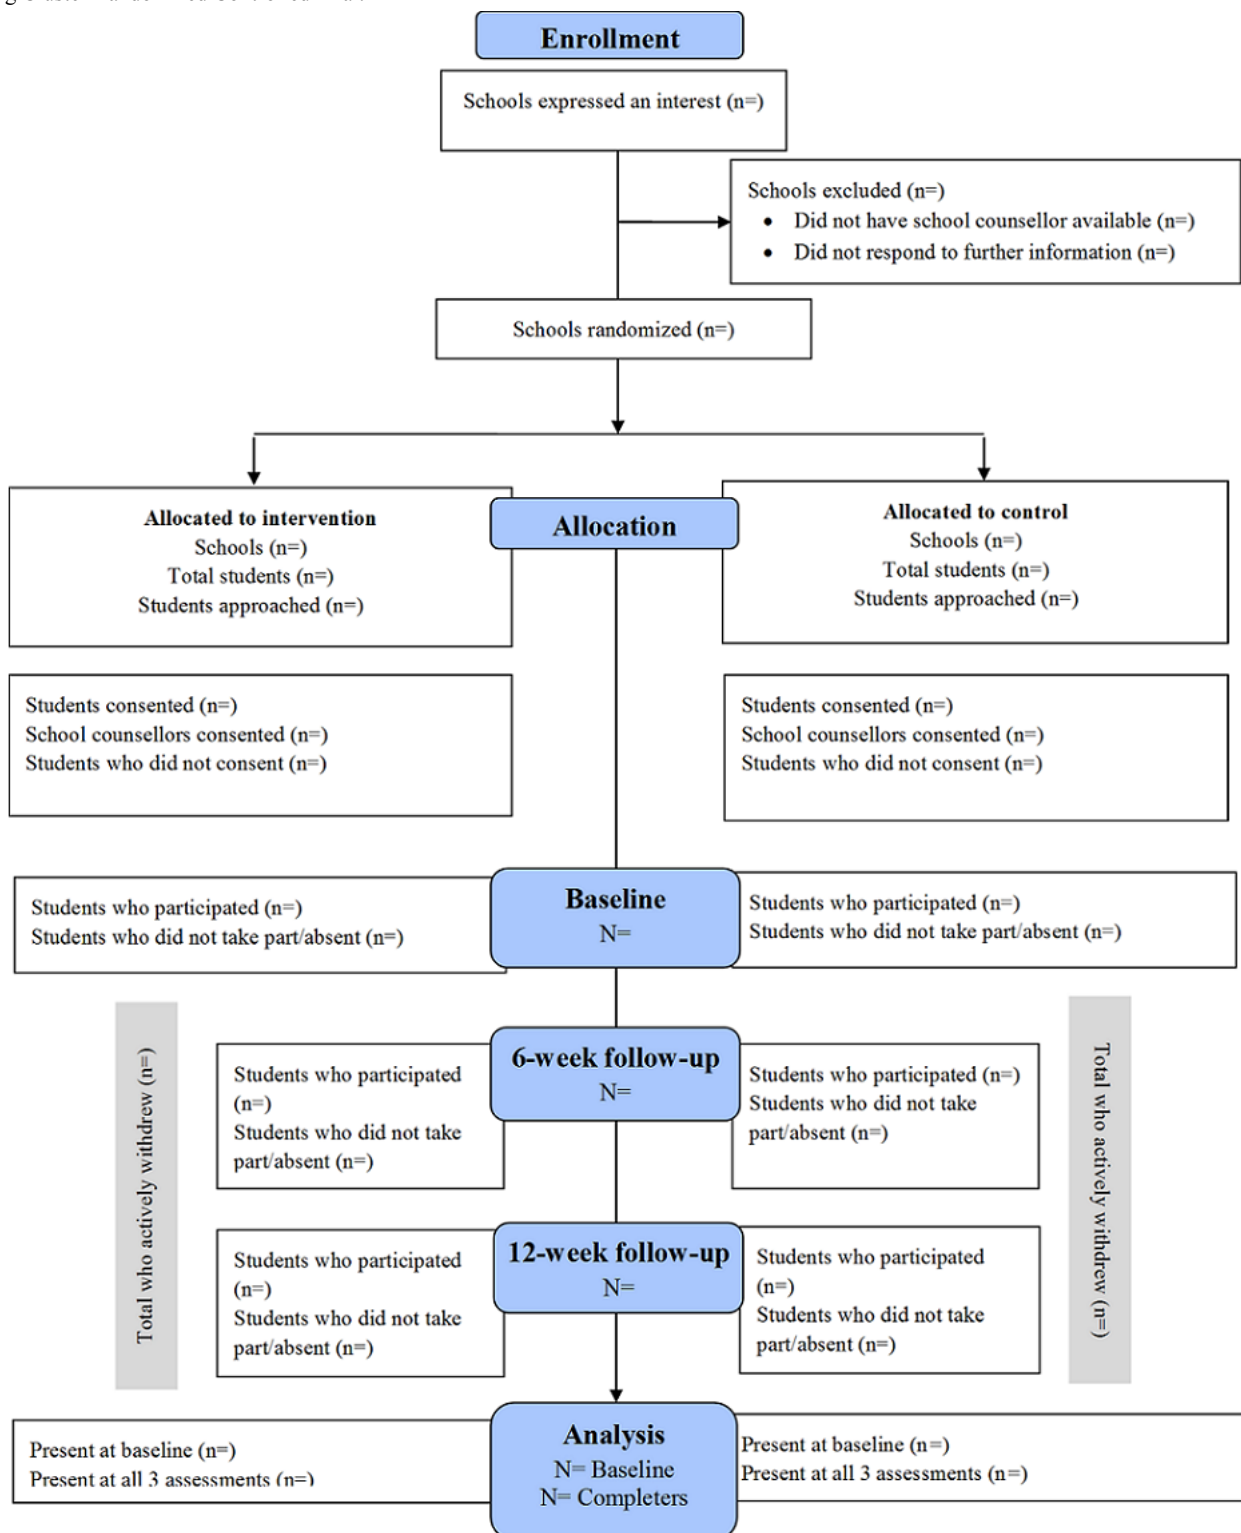 Enrollment
Schools expressed an interest (n=)
Schools excluded (n=)
• Did not have school counsellor available (n=)
• Did not respond to further information (n=)
Schools randomized (n=)
Allocated to intervention
Schools (n=)
Total students (n=)
Students approached (n=)
Allocation
Allocated to control
Schools (n=)
Total students (n=)
Students approached (n=)
Students consented (n=)
School counsellors consented (n=)
Students who did not consent (n=)
Students consented (n=)
School counsellors consented (n=)
Students who did not consent (n=)
Students who participated (n=)
Students who did not take part/absent (n=)
Baseline
N=
Students who participated (n=)
Students who did not take part/absent (n=)
Total who actively withdrew (n=)
Students who participated
(n=)
Students who did not take
part/absent (n=)
6-week follow-up
N=
Students who participated (n=)
Students who did not take
part/absent (n=)
Total who actively withdrew (n=)
Students who participated
(n=)
Students who did not take
part/absent (n=)
12-week follow-up
N=
Students who participated
(n=)
Students who did not take
part/absent (n=)
Present at baseline (n=)
Present at all 3 assessments (n=)
Analysis
N= Baseline
N= Completers
Present at baseline (n=)
Present at all 3 assessments (n=)